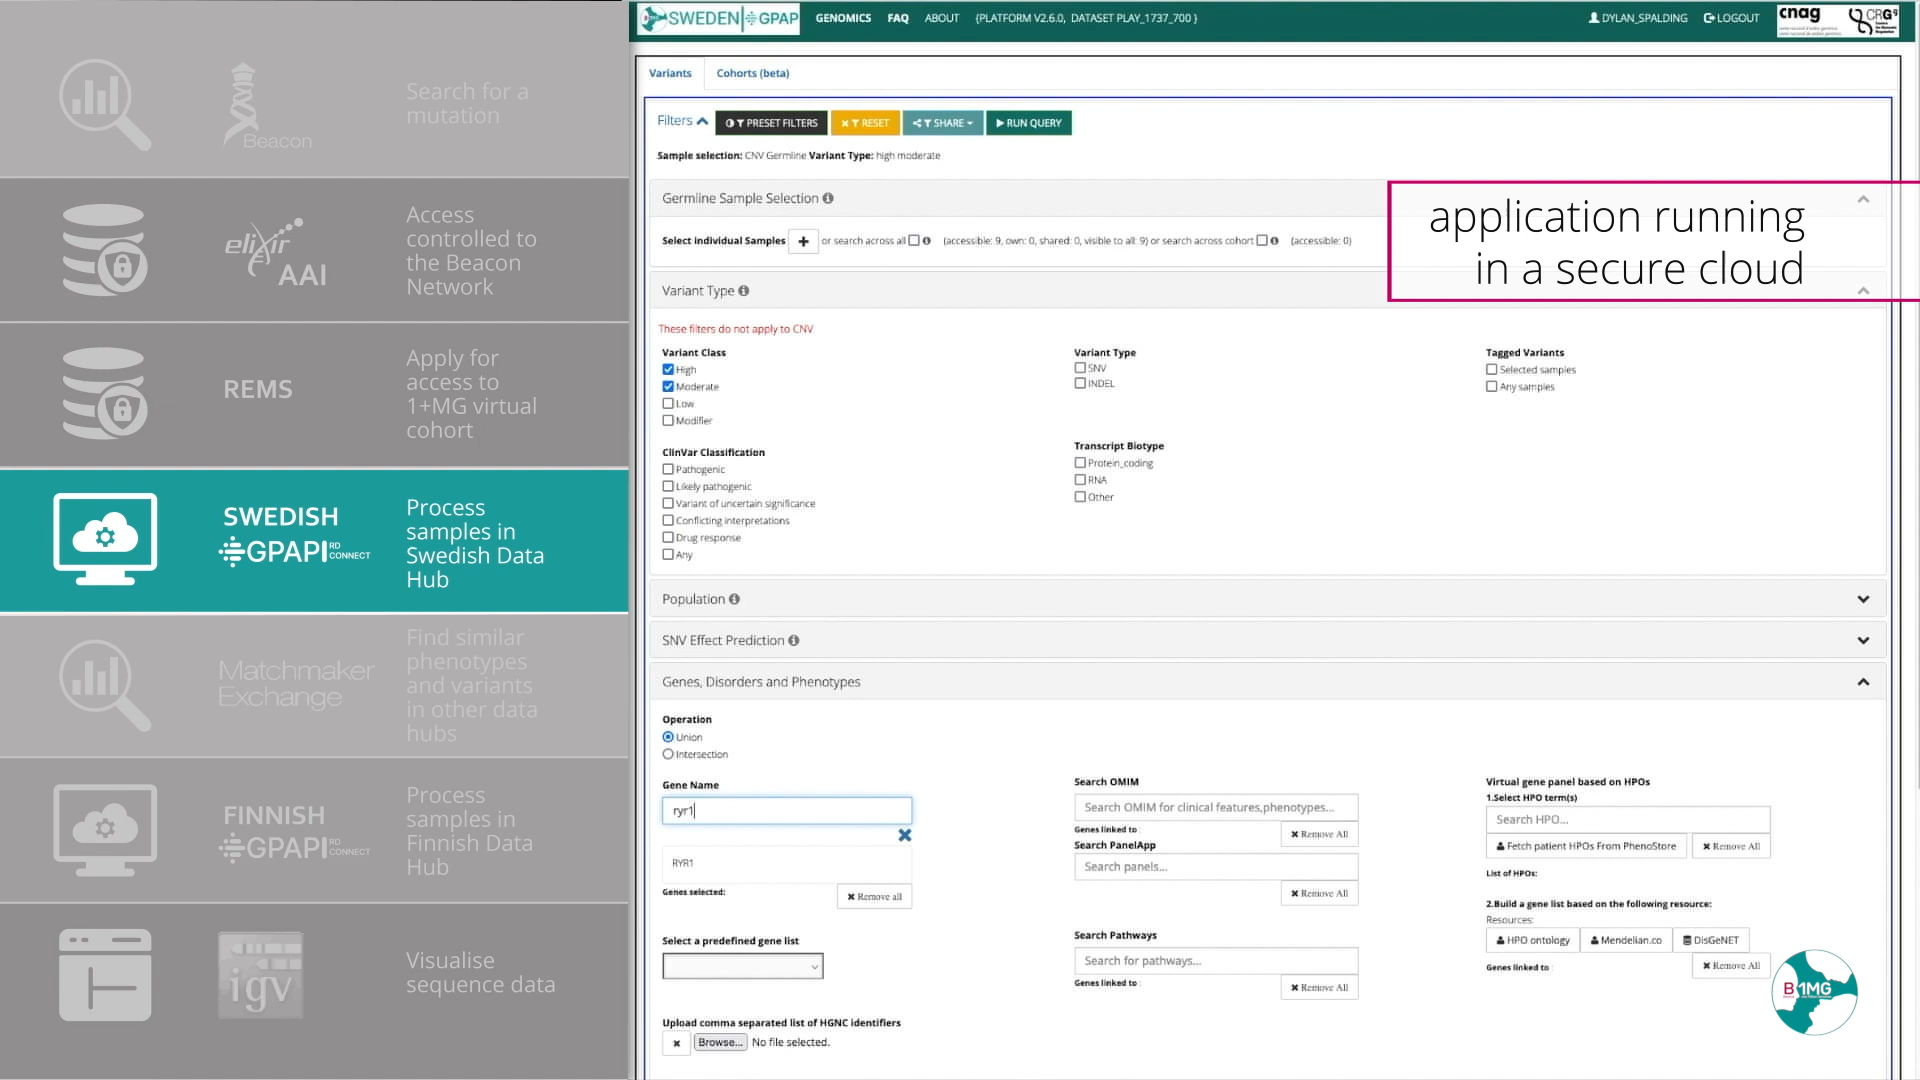 Search for a
mutation
Beacon
Access
controlled to
the Beacon
Network
elixir
AAI
REMS
Apply for
access to
1+MG virtual
cohort
SWEDISH
GPAP RD CONNECT
Process
samples in
Swedish Data
Hub
Matchmaker
Exchange
Find similar
phenotypes
and variants
in other data
hubs
FINNISH
GPAP RD CONNECT
Process
samples in
Finnish Data
Hub
igv
Visualise
sequence data
SWEDEN GPAP GENOMICS FAQ ABOUT {PLATFORM V2.6.0, DATASET PLAY_1737_700 } DYLAN_SPALDING LOGOUT cnag CRG
Variants Cohorts (beta)
Filters PRESET FILTERS RESET SHARE RUN QUERY
Sample selection: CNV Germline Variant Type: high moderate
Germline Sample Selection
application running
in a secure cloud
Select individual Samples + or search across all (accessible: 9, own: 0, shared: 0, visible to all: 9) or search across cohort (accessible: 0)
Variant Type
These filters do not apply to CNV
Variant Class
High
Moderate
Low
Modifier
Variant Type
SNV
INDEL
Tagged Variants
Selected samples
Any samples
ClinVar Classification
Pathogenic
Likely pathogenic
Variant of uncertain significance
Conflicting interpretations
Drug response
Any
Transcript Biotype
Protein_coding
RNA
Other
Population
SNV Effect Prediction
Genes, Disorders and Phenotypes
Operation
Union
Intersection
Gene Name
ryr1
RYR1
Genes selected: Remove all
Select a predefined gene list
Upload comma separated list of HGNC identifiers
Browse... No file selected.
Search OMIM
Search OMIM for clinical features,phenotypes...
Genes linked to : Remove All
Search PanelApp
Search panels...
Remove All
Search Pathways
Search for pathways...
Genes linked to : Remove All
Virtual gene panel based on HPOs
1.Select HPO term(s)
Search HPO...
Fetch patient HPOs From PhenoStore Remove All
List of HPOs:
2.Build a gene list based on the following resource:
Resources:
HPO ontology Mendelian.co DisGeNET
Genes linked to : Remove All
B1MG